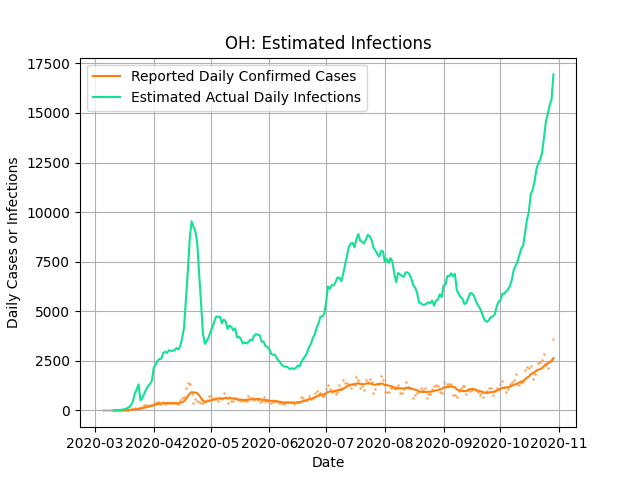 OH: Estimated Infections
Reported Daily Confirmed Cases
Estimated Actual Daily Infections
Daily Cases or Infections
17500
15000
12500
10000
7500
5000
2500
0
2020-03 2020-04 2020-05 2020-06 2020-07 2020-08 2020-09 2020-10 2020-11
Date